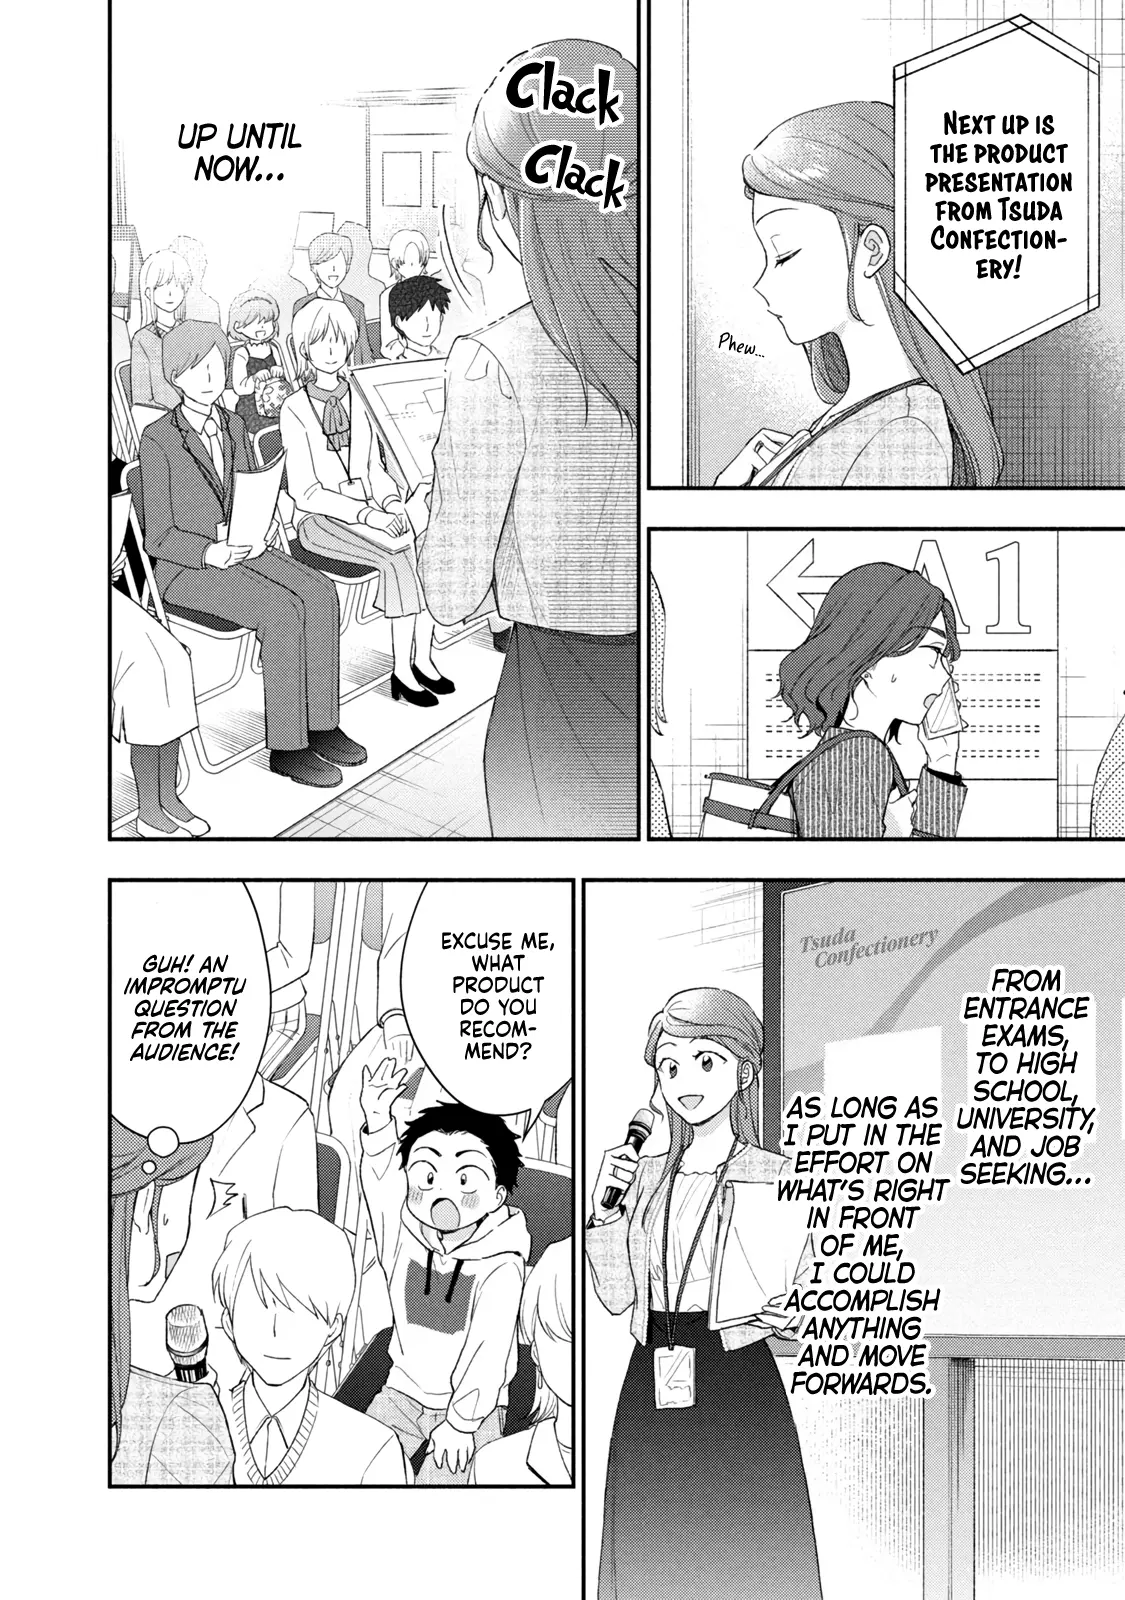 NEXT UP IS
THE PRODUCT
PRESENTATION
FROM TSUDA
CONFECTION-
ERY!
Phew...
A1
Clack
Clack
UP UNTIL
NOW...
Tsuda
Confectionery
FROM
ENTRANCE
EXAMS,
TO HIGH
SCHOOL,
UNIVERSITY,
AND JOB
SEEKING...
AS LONG AS
I PUT IN THE
EFFORT ON
WHAT'S RIGHT
IN FRONT
OF ME,
I COULD
ACCOMPLISH
ANYTHING
AND MOVE
FORWARDS.
EXCUSE ME,
WHAT
PRODUCT
DO YOU
RECOM-
MEND?
GUH! AN
IMPROMPTU
QUESTION
FROM THE
AUDIENCE!